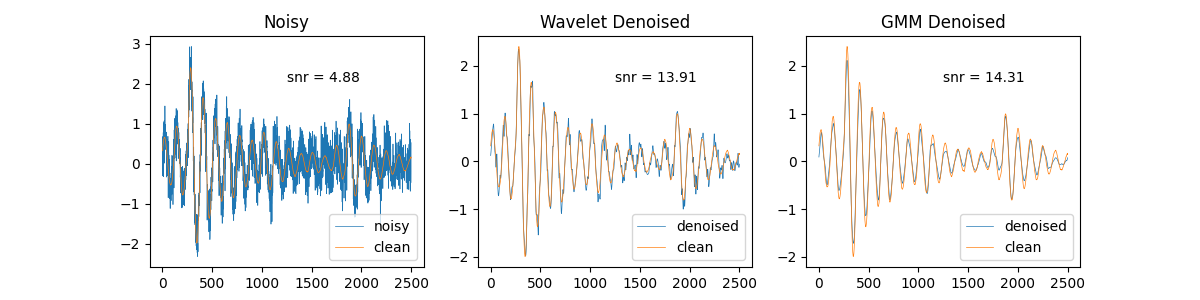 Noisy
3
2
1
0
−1
−2
snr = 4.88
noisy
clean
0 500 1000 1500 2000 2500
Wavelet Denoised
2
1
0
−1
−2
snr = 13.91
denoised
clean
0 500 1000 1500 2000 2500
GMM Denoised
2
1
0
−1
−2
snr = 14.31
denoised
clean
0 500 1000 1500 2000 2500